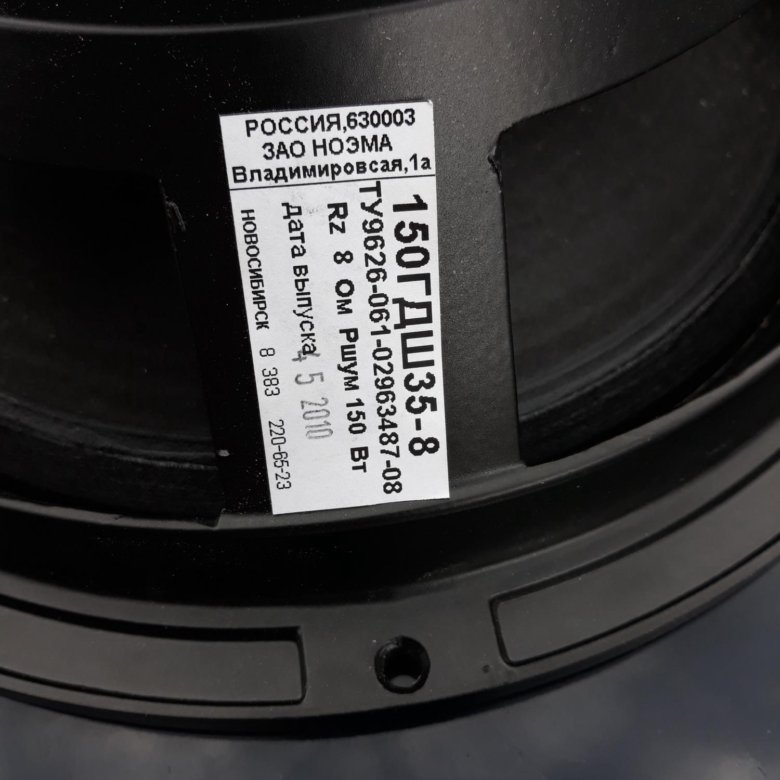 РОССИЯ,630003
ЗАО НОЭМА
Владимировсая,1а
150ГДШ35-8
ТУ9626-061-02963487-08
Rz 8 Ом Ршум 150 Вт
Дата выпуска 4 5 2010
НОВОСИБИРСК 8 383 220-65-23